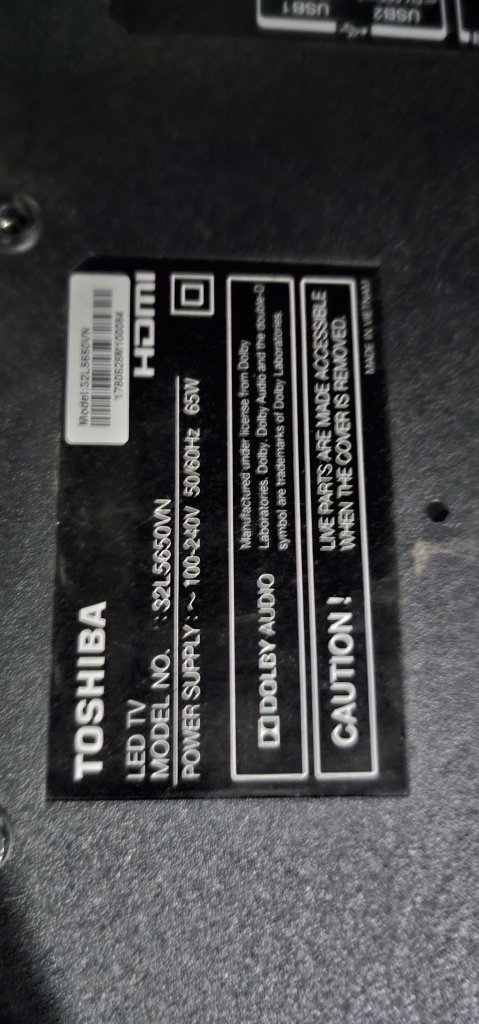 USB2
USB1
Model:32L5650VN
HDMI
TOSHIBA
LED TV
MODEL NO. : 32L5650VN
POWER SUPPLY : ~ 100-240V 50/60Hz 65W
DOLBY AUDIO
Manufactured under license from Dolby
Laboratories. Dolby, Dolby Audio and the double-D
symbol are trademarks of Dolby Laboratories.
CAUTION !
LIVE PARTS ARE MADE ACCESSIBLE
WHEN THE COVER IS REMOVED.
MADE IN VIETNAM